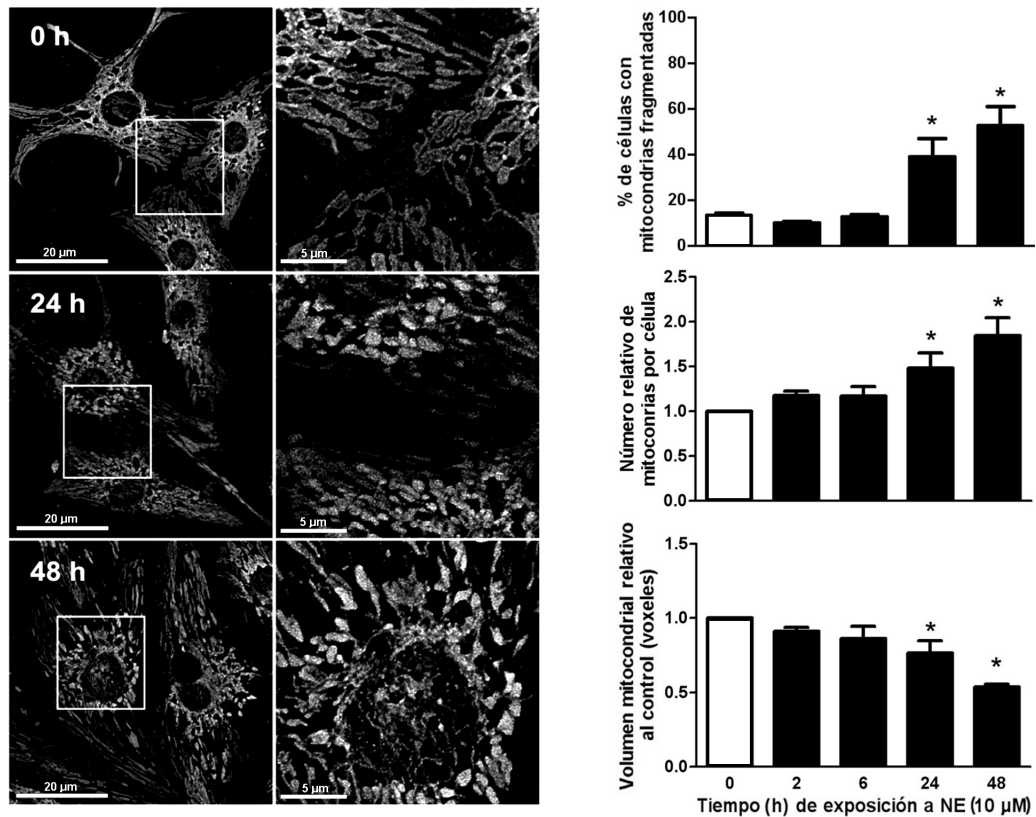 0 h
20 µm
5 µm
24 h
20 µm
5 µm
48 h
20 µm
5 µm
% de células con
mitocondrias fragmentadas
100
80
60
40
20
0
*
*
Número relativo de
mitoconrias por célula
2.5
2.0
1.5
1.0
0.5
0.0
*
*
Volumen mitocondrial relativo
al control (voxeles)
1.5
1.0
0.5
0.0
*
*
0 2 6 24 48
Tiempo (h) de exposición a NE (10 µM)